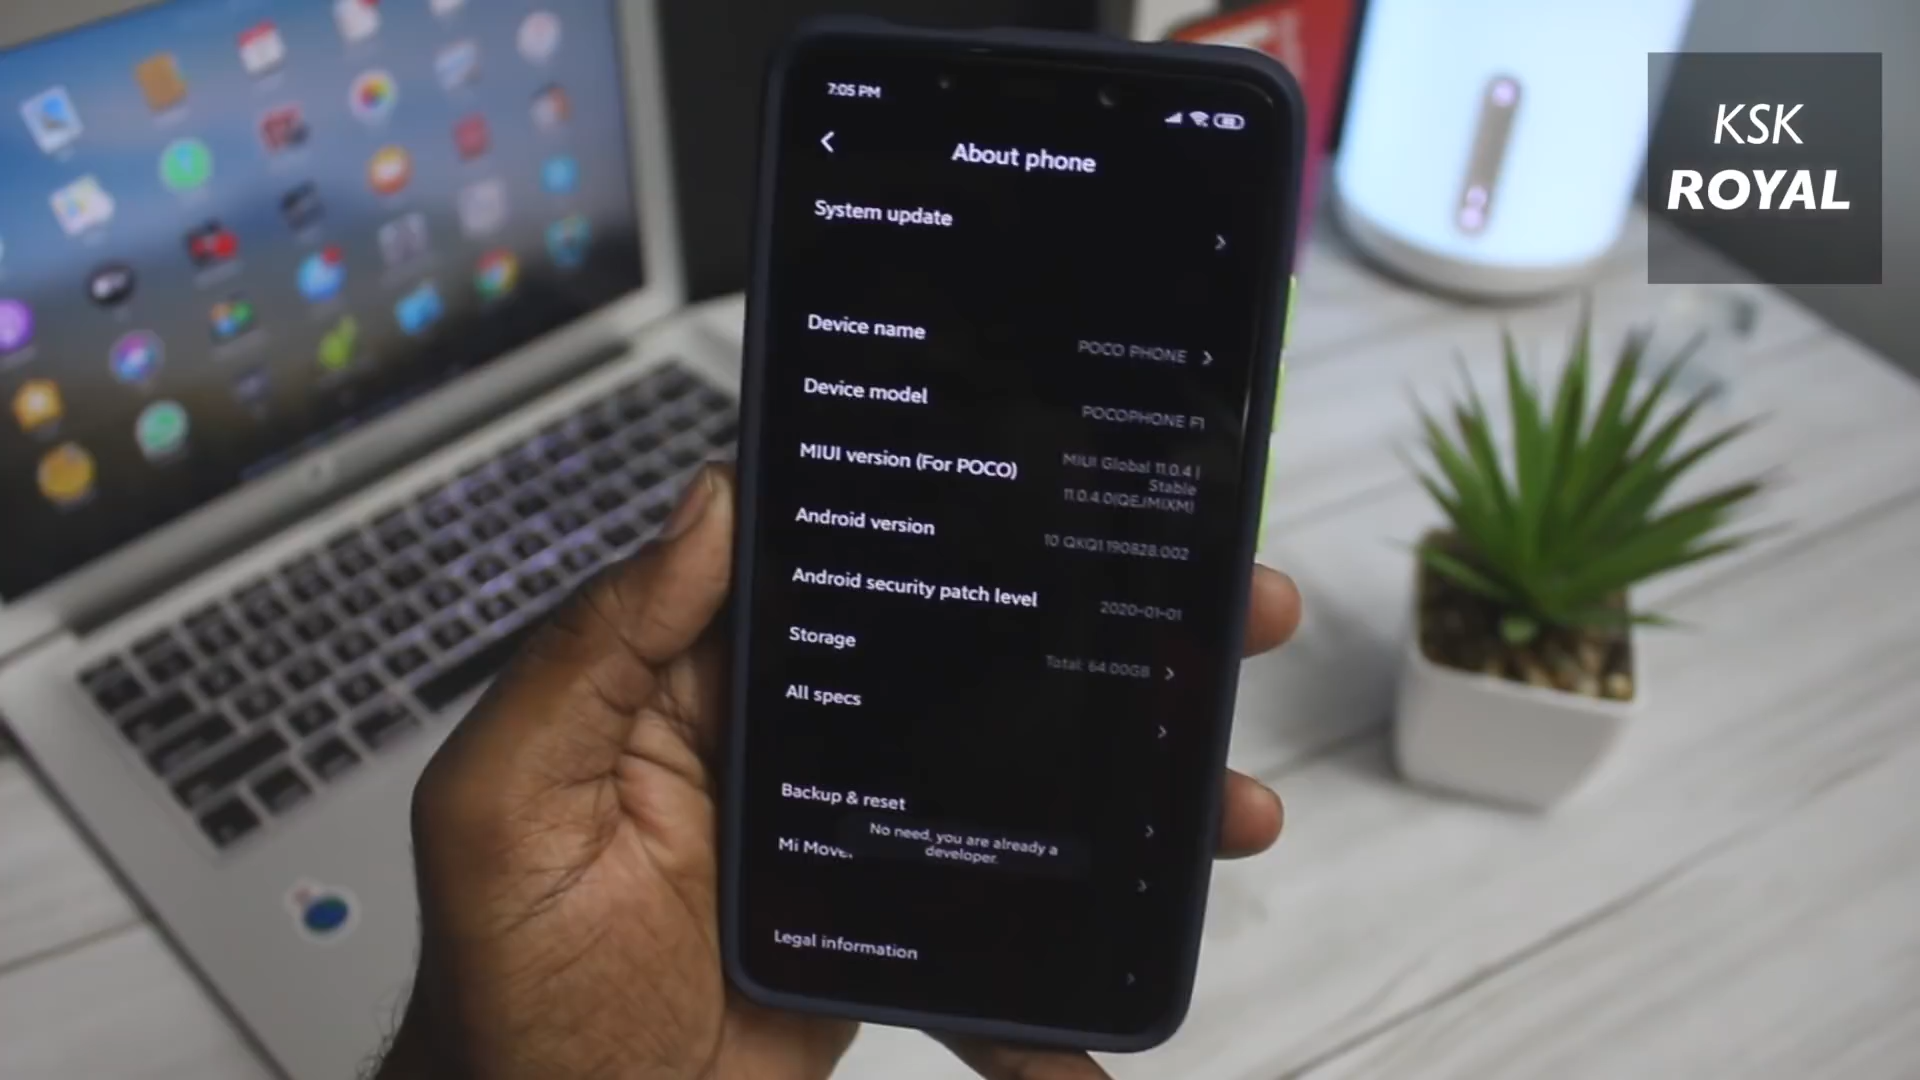 7:05 PM
About phone
System update
Device name
POCO PHONE
Device model
POCOPHONE F1
MIUI version (For POCO)
MIUI Global 11.0.4 |
Stable
11.0.4.0(QEJMIXM)
Android version
10 QKQ1.190828.002
Android security patch level
2020-01-01
Storage
Total: 64.00GB
All specs
Backup & reset
No need, you are already a
developer.
Mi Mover
Legal information
KSK
ROYAL